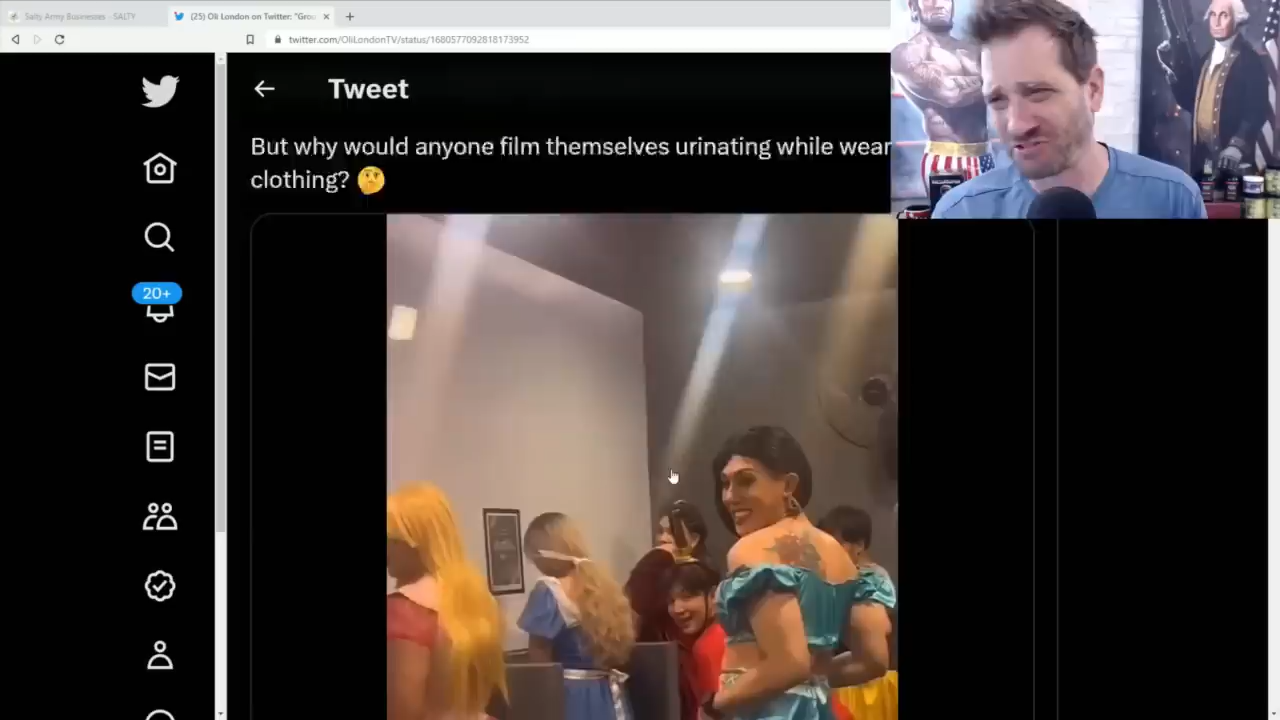 Salty Army Businesses - SALTY
(25) Oli London on Twitter: "Grou
twitter.com/OliLondonTV/status/1680577092818173952
Tweet
But why would anyone film themselves urinating while wear
clothing? 🤔
20+